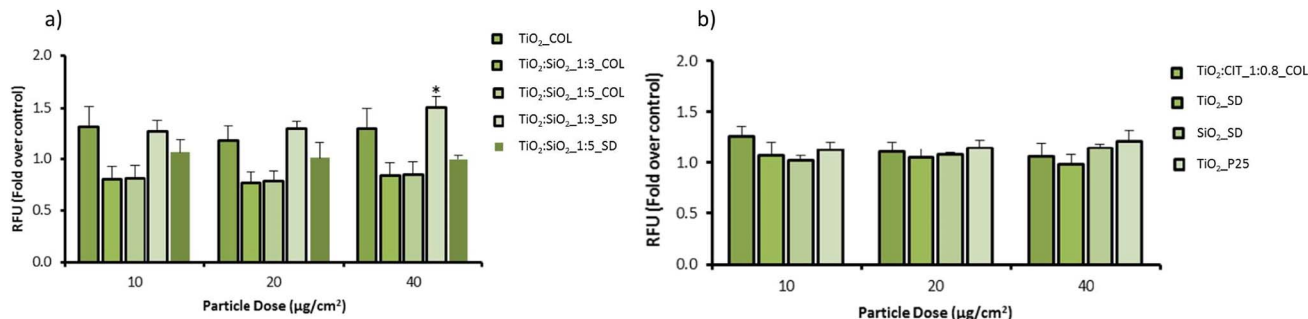 a)
RFU (Fold over control)
2.0
1.5
1.0
0.5
0.0
*
10 20 40
Particle Dose (µg/cm²)
TiO₂_COL
TiO₂:SiO₂_1:3_COL
TiO₂:SiO₂_1:5_COL
TiO₂:SiO₂_1:3_SD
TiO₂:SiO₂_1:5_SD
b)
RFU (Fold over control)
2.0
1.5
1.0
0.5
0.0
10 20 40
Particle Dose (µg/cm²)
TiO₂:CIT_1:0.8_COL
TiO₂_SD
SiO₂_SD
TiO₂_P25